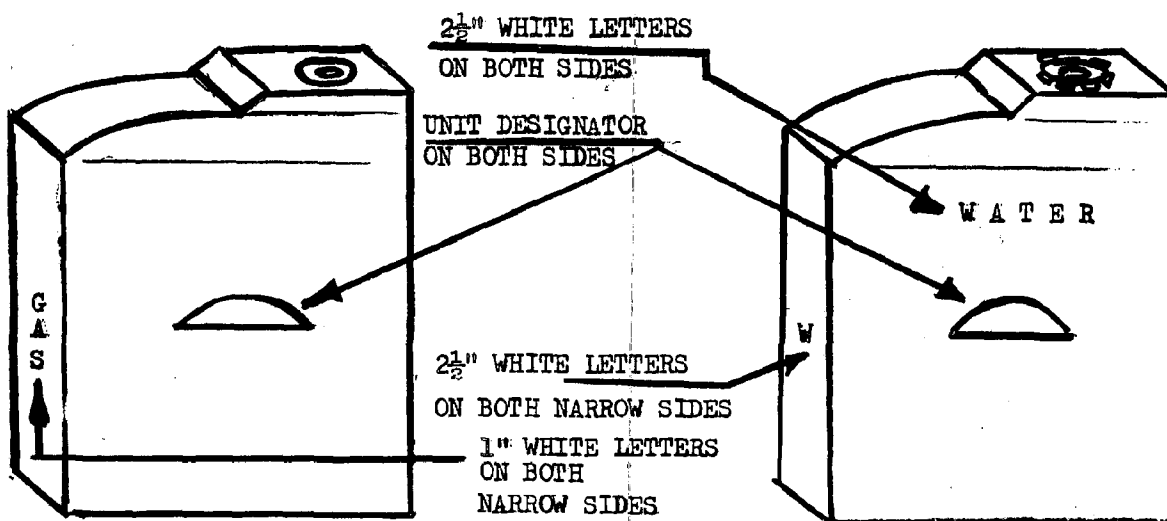 2½" WHITE LETTERS
ON BOTH SIDES
UNIT DESIGNATOR
ON BOTH SIDES
WATER
GAS
W
2½" WHITE LETTERS
ON BOTH NARROW SIDES
1" WHITE LETTERS
ON BOTH
NARROW SIDES